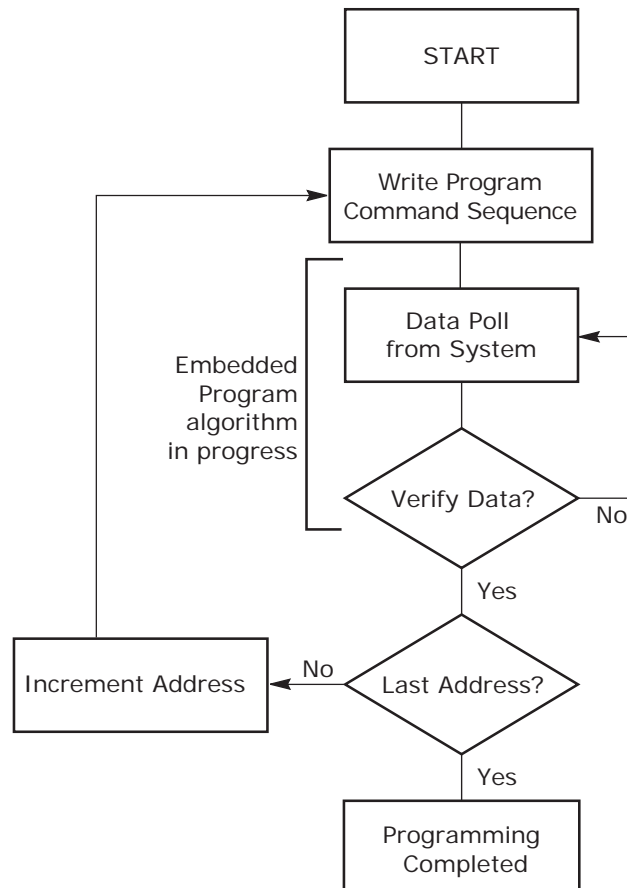 START
Write Program
Command Sequence
Data Poll
from System
Embedded
Program
algorithm
in progress
Verify Data?
No
Yes
Last Address?
No
Increment Address
Yes
Programming
Completed